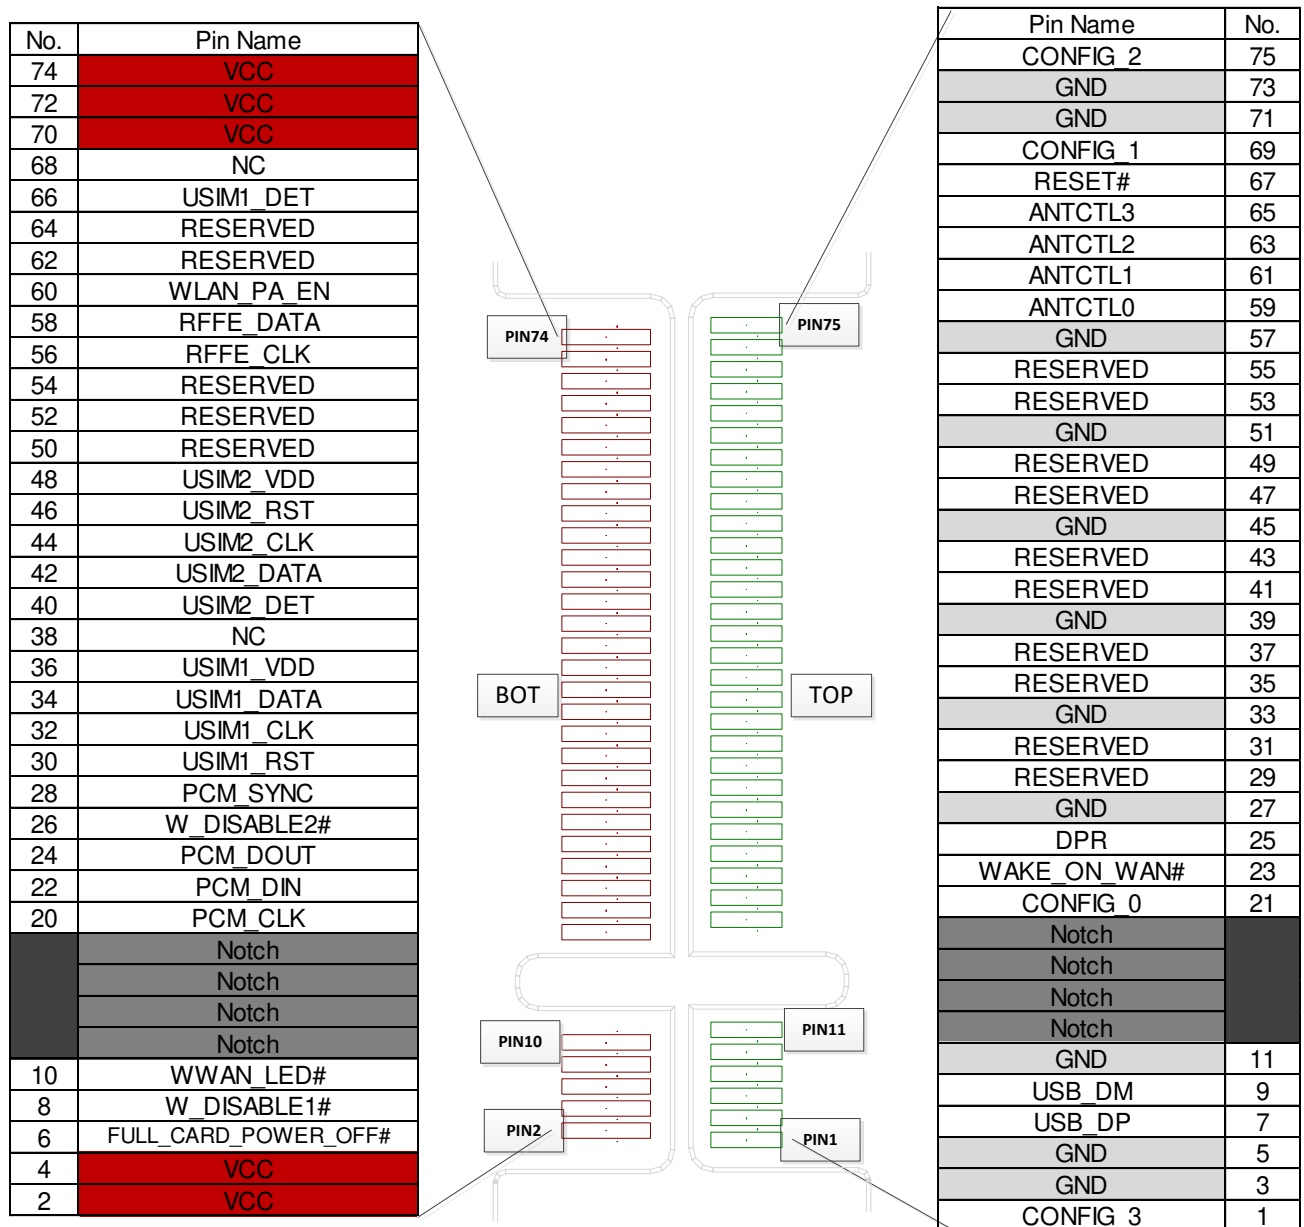 No. Pin Name
74 VCC
72 VCC
70 VCC
68 NC
66 USIM1_DET
64 RESERVED
62 RESERVED
60 WLAN_PA_EN
58 RFFE_DATA
56 RFFE_CLK
54 RESERVED
52 RESERVED
50 RESERVED
48 USIM2_VDD
46 USIM2_RST
44 USIM2_CLK
42 USIM2_DATA
40 USIM2_DET
38 NC
36 USIM1_VDD
34 USIM1_DATA
32 USIM1_CLK
30 USIM1_RST
28 PCM_SYNC
26 W_DISABLE2#
24 PCM_DOUT
22 PCM_DIN
20 PCM_CLK
Notch
Notch
Notch
Notch
10 WWAN_LED#
8 W_DISABLE1#
6 FULL_CARD_POWER_OFF#
4 VCC
2 VCC
PIN74
BOT
PIN10
PIN2
PIN75
TOP
PIN11
PIN1
Pin Name No.
CONFIG_2 75
GND 73
GND 71
CONFIG_1 69
RESET# 67
ANTCTL3 65
ANTCTL2 63
ANTCTL1 61
ANTCTL0 59
GND 57
RESERVED 55
RESERVED 53
GND 51
RESERVED 49
RESERVED 47
GND 45
RESERVED 43
RESERVED 41
GND 39
RESERVED 37
RESERVED 35
GND 33
RESERVED 31
RESERVED 29
GND 27
DPR 25
WAKE_ON_WAN# 23
CONFIG_0 21
Notch
Notch
Notch
Notch
GND 11
USB_DM 9
USB_DP 7
GND 5
GND 3
CONFIG_3 1